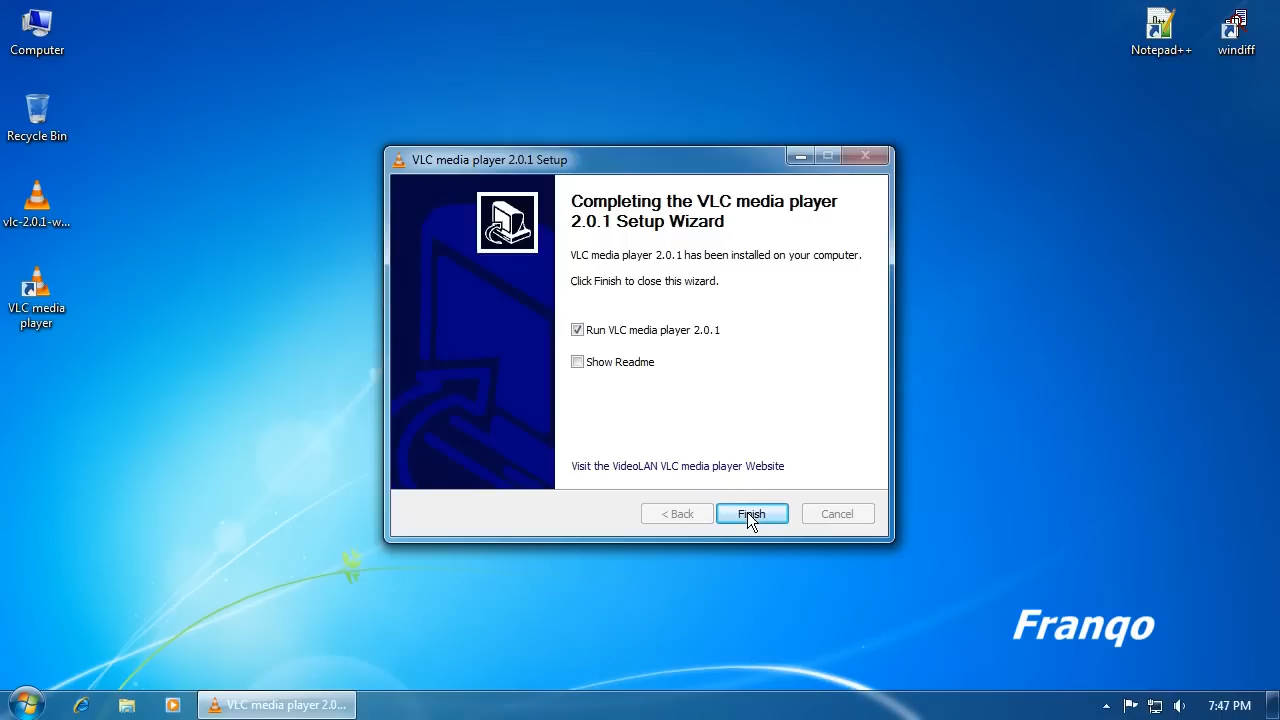 Computer
Recycle Bin
vlc-2.0.1-w...
VLC media
player
Notepad++
windiff
VLC media player 2.0.1 Setup
Completing the VLC media player
2.0.1 Setup Wizard
VLC media player 2.0.1 has been installed on your computer.
Click Finish to close this wizard.
Run VLC media player 2.0.1
Show Readme
Visit the VideoLAN VLC media player Website
< Back
Finish
Cancel
Franqo
VLC media player 2.0...
7:47 PM